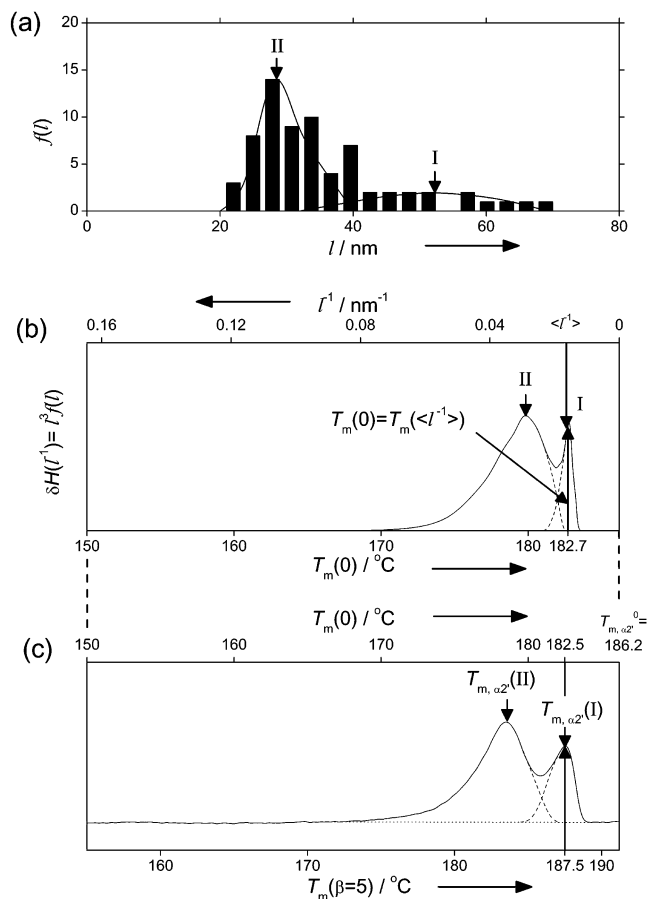 (a)
20
15
10
5
0
f(l)
II
I
0 20 40 60 80
l / nm
l⁻¹ / nm⁻¹
(b)
0.16 0.12 0.08 0.04 <l⁻¹> 0
II
I
Tm(0)=Tm(<l⁻¹>)
δH(l⁻¹)= l³f(l)
150 160 170 180 182.7
Tm(0) / °C
Tm(0) / °C
Tm, α2'⁰=
(c)
150 160 170 180 182.5 186.2
Tm, α2'(II)
Tm, α2'(I)
160 170 180 187.5 190
Tm(β=5) / °C